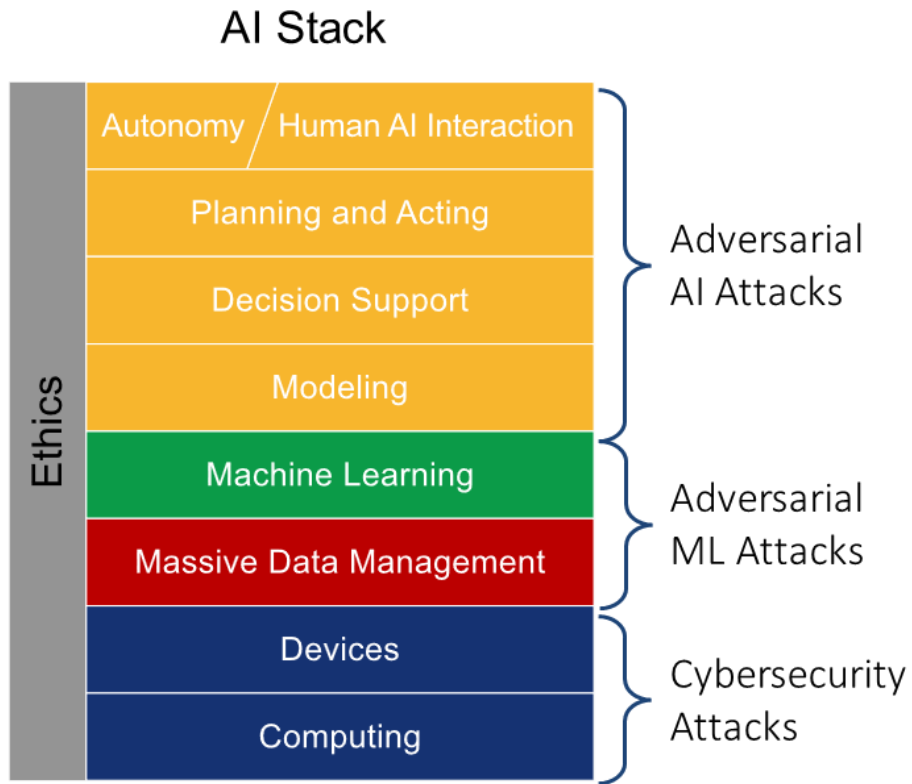 AI Stack
Ethics
Autonomy / Human AI Interaction
Planning and Acting
Decision Support
Modeling
Machine Learning
Massive Data Management
Devices
Computing
Adversarial
AI Attacks
Adversarial
ML Attacks
Cybersecurity
Attacks